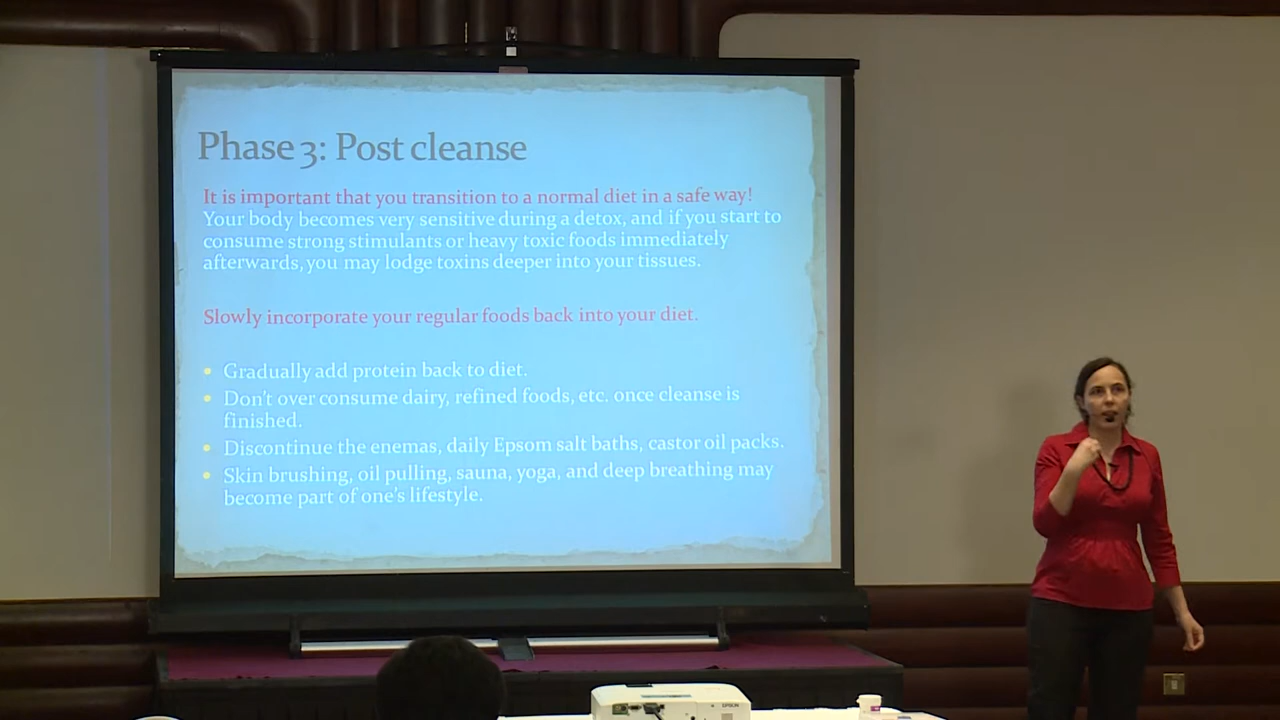 Phase 3: Post cleanse
It is important that you transition to a normal diet in a safe way!
Your body becomes very sensitive during a detox, and if you start to
consume strong stimulants or heavy toxic foods immediately
afterwards, you may lodge toxins deeper into your tissues.
Slowly incorporate your regular foods back into your diet.
• Gradually add protein back to diet.
• Don't over consume dairy, refined foods, etc. once cleanse is
finished.
• Discontinue the enemas, daily Epsom salt baths, castor oil packs.
• Skin brushing, oil pulling, sauna, yoga, and deep breathing may
become part of one's lifestyle.
EPSON